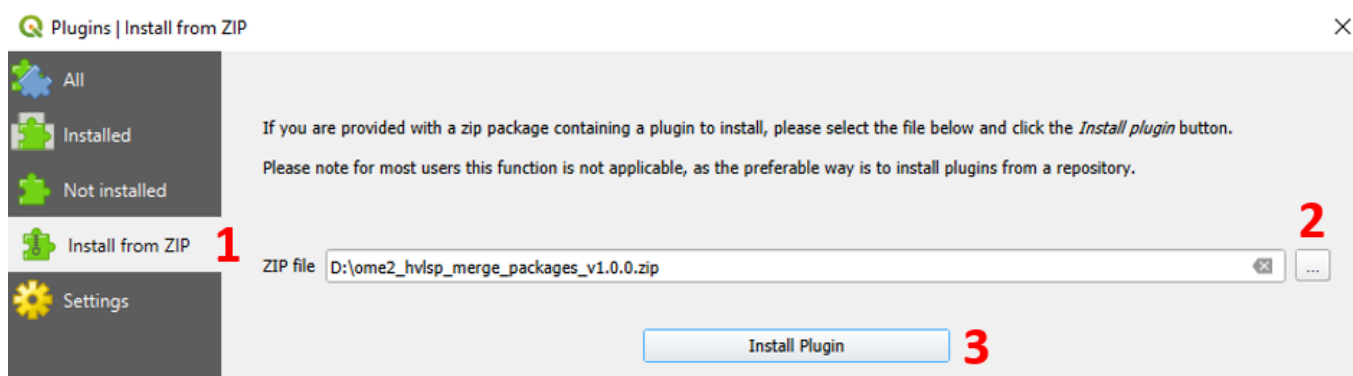 Plugins | Install from ZIP
All
Installed
Not installed
Install from ZIP 1
Settings
If you are provided with a zip package containing a plugin to install, please select the file below and click the Install plugin button.
Please note for most users this function is not applicable, as the preferable way is to install plugins from a repository.
2
ZIP file D:\ome2_hvlsp_merge_packages_v1.0.0.zip ...
Install Plugin 3